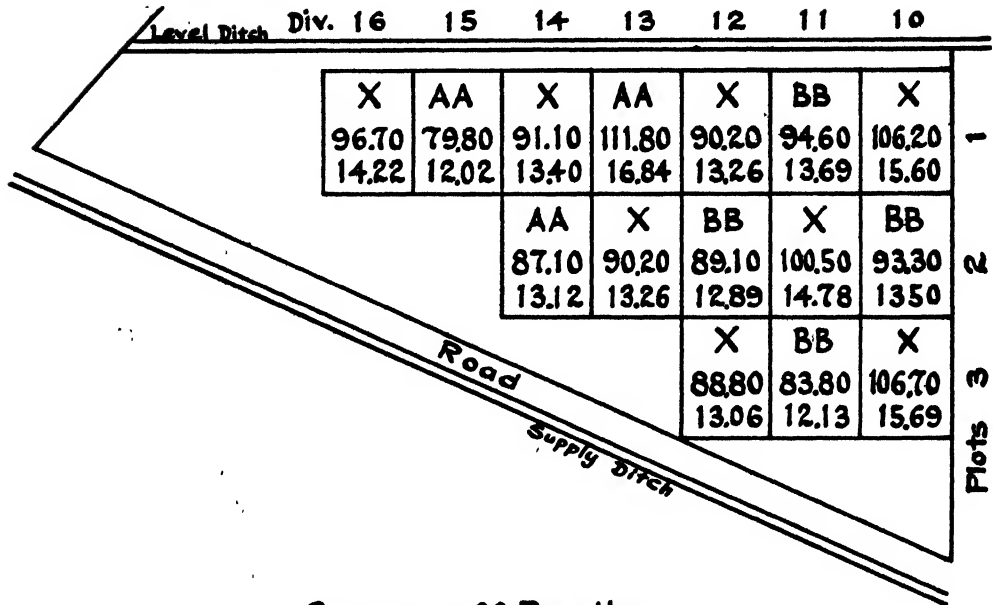 Level Ditch Div. 16 15 14 13 12 11 10
X AA X AA X BB X
96.70 79.80 91.10 111.80 90.20 94.60 106.20 1
14.22 12.02 13.40 16.84 13.26 13.69 15.60
AA X BB X BB
87.10 90.20 89.10 100.50 93.30 2
13.12 13.26 12.89 14.78 1350
X BB X
88.80 83.80 106.70 3
13.06 12.13 15.69
Plots
Road
Supply Ditch